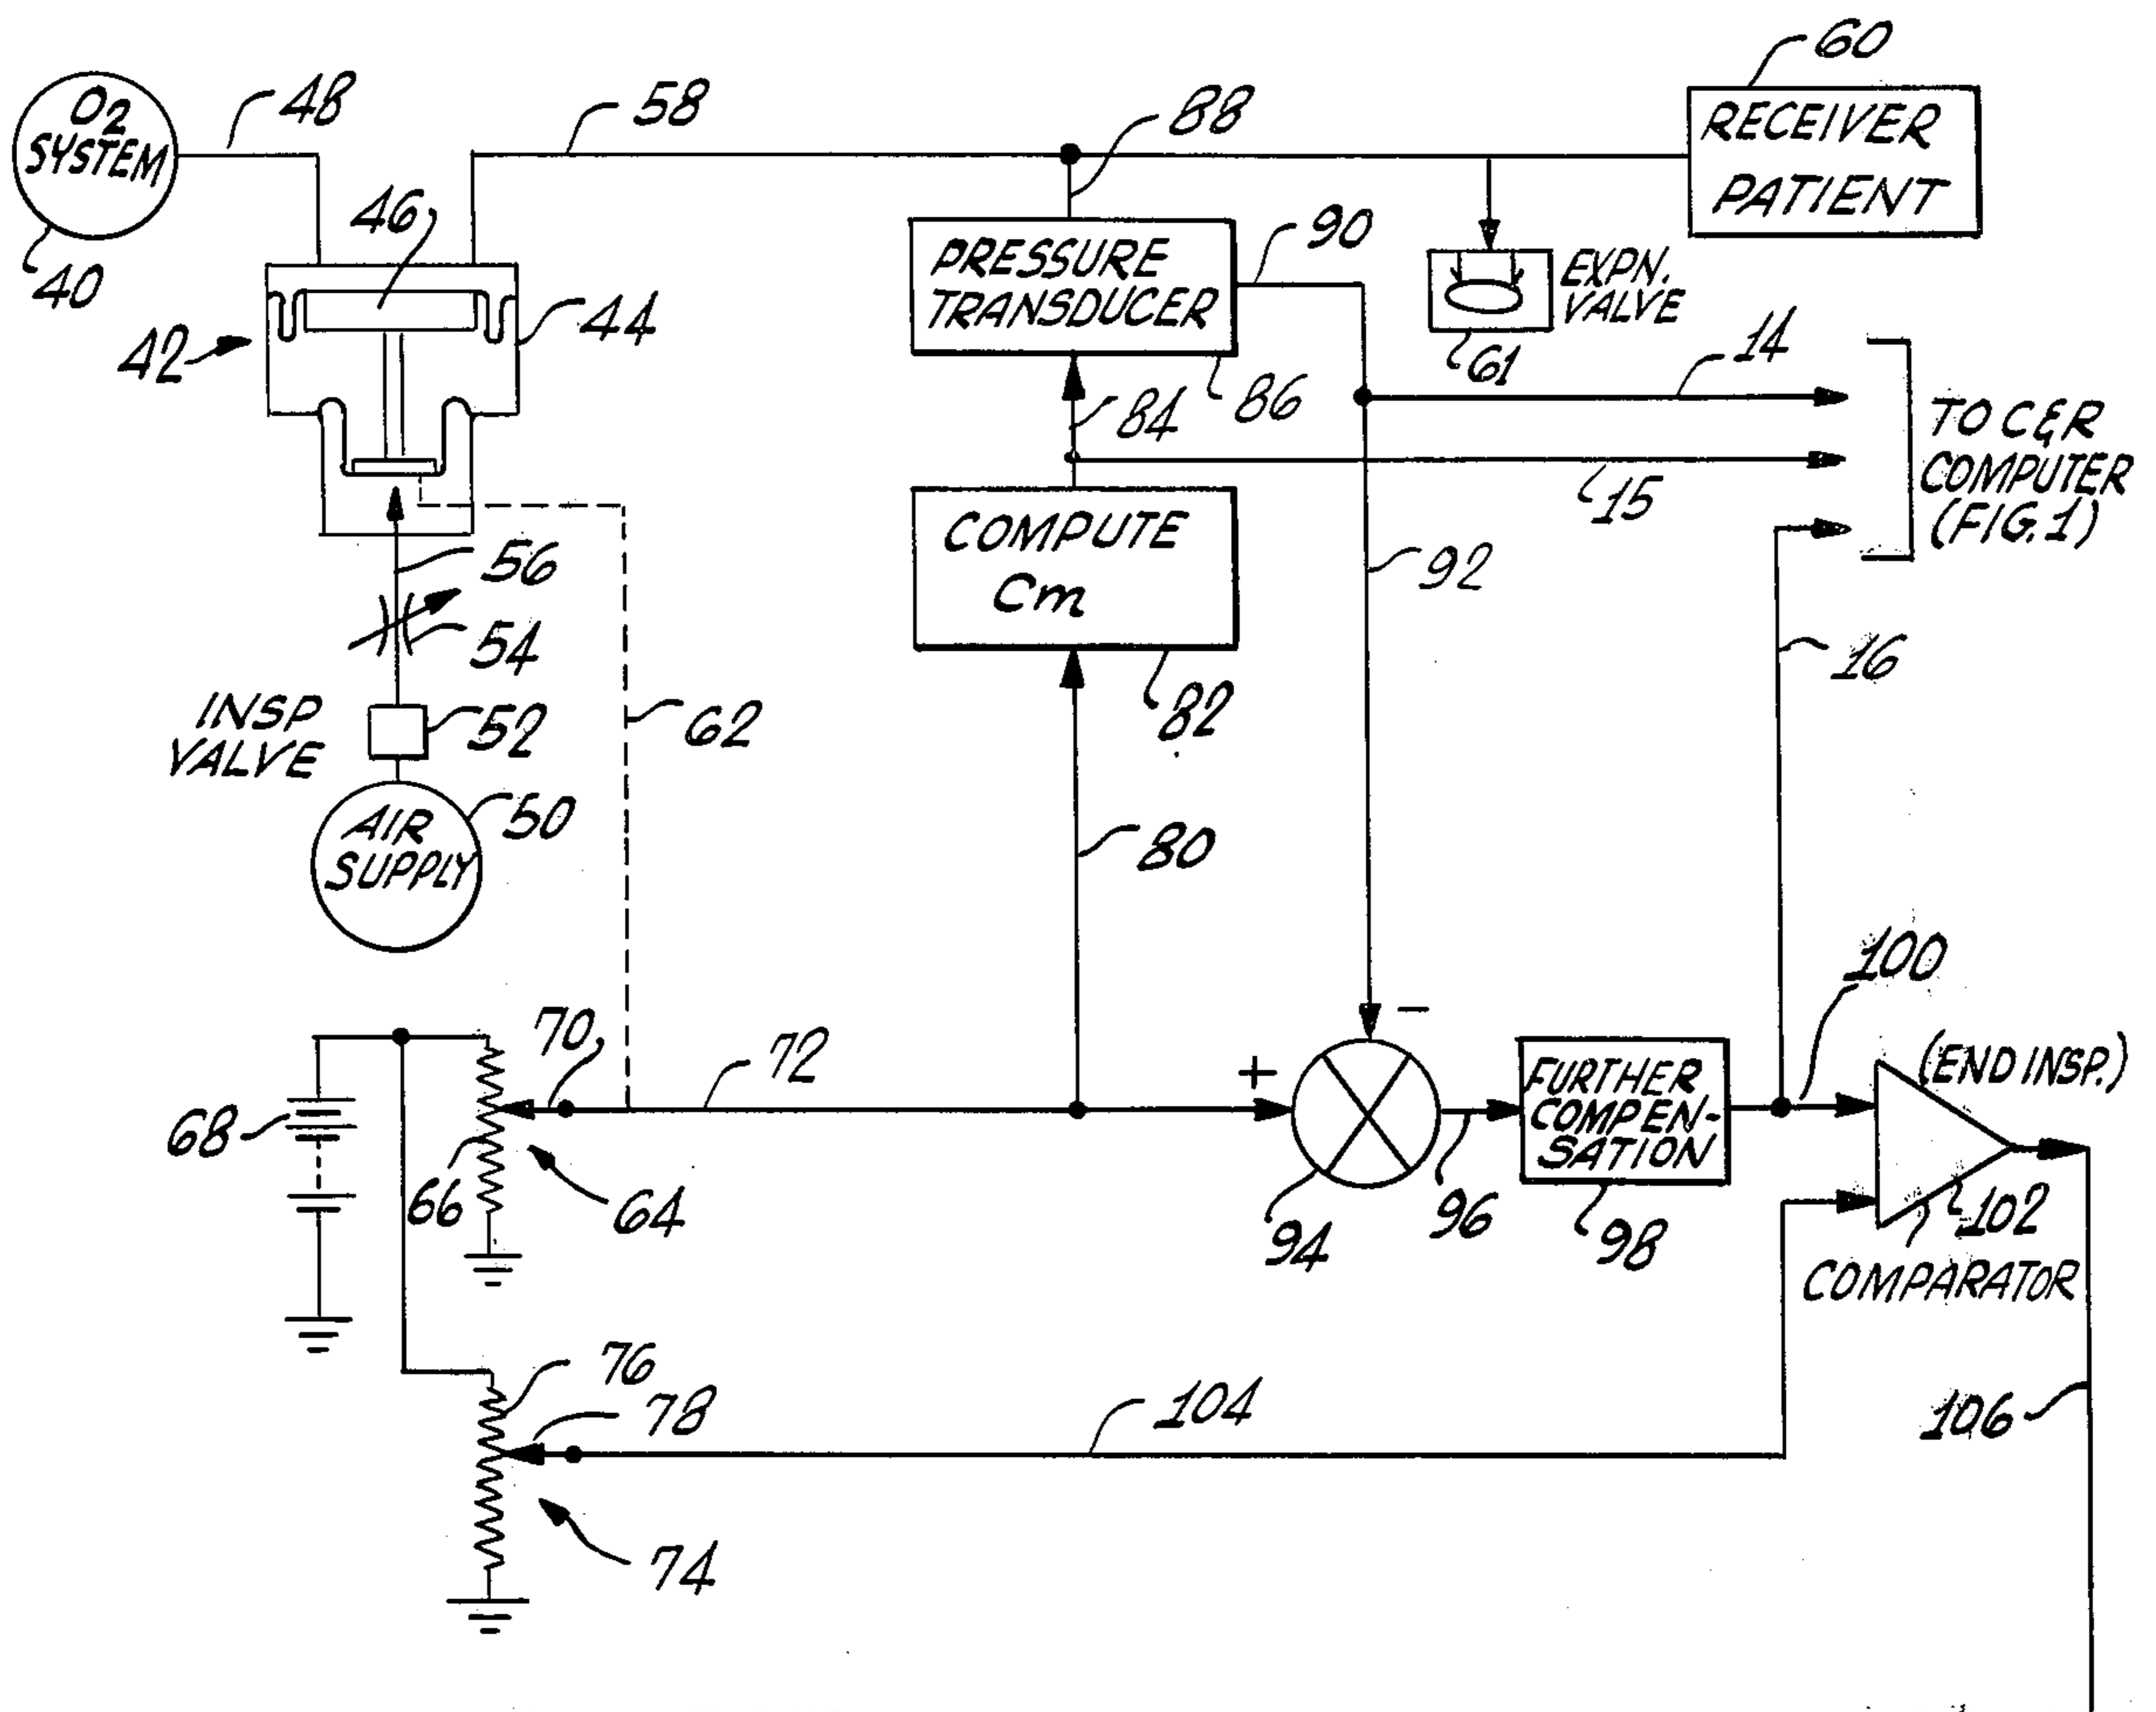 60
O2
SYSTEM
48
58
88
RECEIVER
PATIENT
46
40
90
PRESSURE
TRANSDUCER
EXPN.
VALVE
44
42
61
14
86
84
TO C&R
COMPUTER
(FIG. 1)
15
COMPUTE
Cm
56
92
54
16
82
INSP
VALVE
52
62
50
AIR
SUPPLY
80
100
70
72
+
−
(END INSP.)
FURTHER
COMPEN-
SATION
68
66
64
94
96
98
102
COMPARATOR
76
78
104
106
74